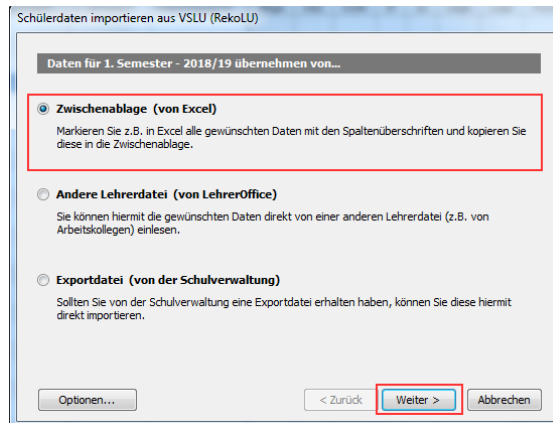 Schülerdaten importieren aus VSLU (RekoLU)
Daten für 1. Semester - 2018/19 übernehmen von...
Zwischenablage (von Excel)
Markieren Sie z.B. in Excel alle gewünschten Daten mit den Spaltenüberschriften und kopieren Sie
diese in die Zwischenablage.
Andere Lehrerdatei (von LehrerOffice)
Sie können hiermit die gewünschten Daten direkt von einer anderen Lehrerdatei (z.B. von
Arbeitskollegen) einlesen.
Exportdatei (von der Schulverwaltung)
Sollten Sie von der Schulverwaltung eine Exportdatei erhalten haben, können Sie diese hiermit
direkt importieren.
Optionen... < Zurück Weiter > Abbrechen